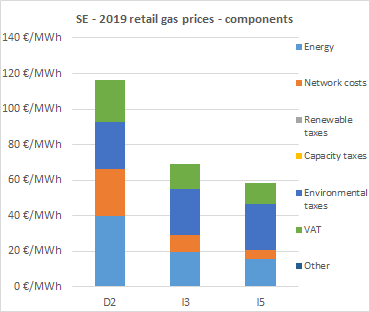 SE - 2019 retail gas prices - components
140 €/MWh
120 €/MWh
100 €/MWh
80 €/MWh
60 €/MWh
40 €/MWh
20 €/MWh
0 €/MWh
D2
I3
I5
Energy
Network costs
Renewable
taxes
Capacity taxes
Environmental
taxes
VAT
Other